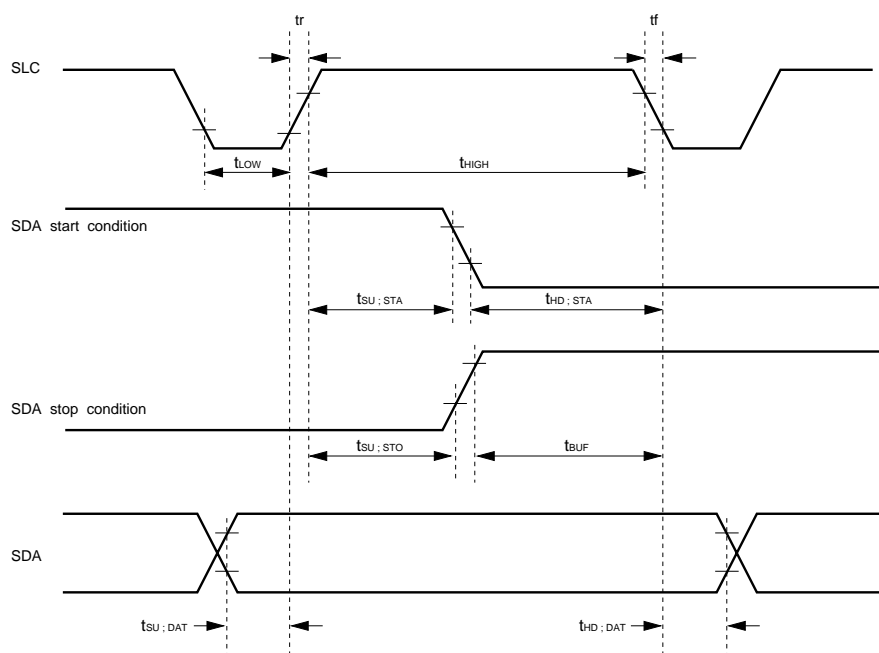 tr tf
SLC
tLOW tHIGH
SDA start condition
tSU ; STA tHD ; STA
SDA stop condition
tSU ; STO tBUF
SDA
tSU ; DAT tHD ; DAT